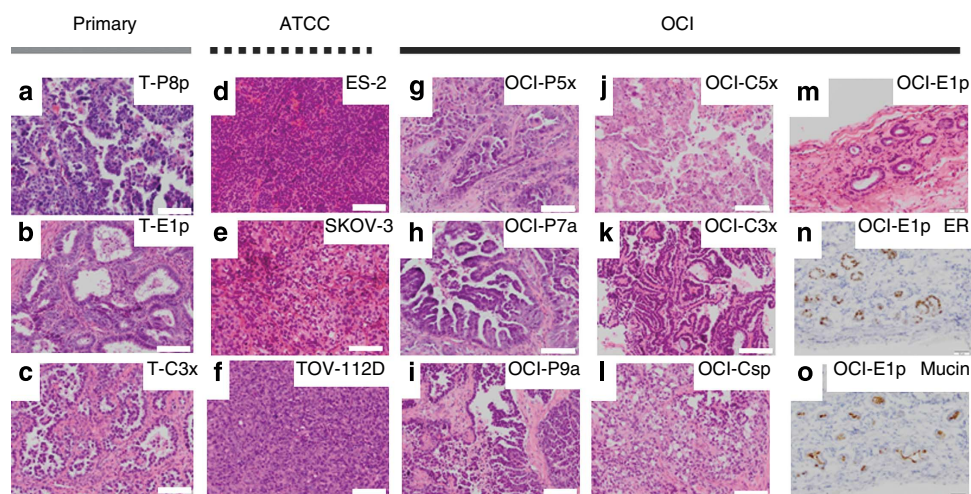 Primary ATCC OCI
a T-P8p d ES-2 g OCI-P5x j OCI-C5x m OCI-E1p
b T-E1p e SKOV-3 h OCI-P7a k OCI-C3x n OCI-E1p ER
c T-C3x f TOV-112D i OCI-P9a l OCI-Csp o OCI-E1p Mucin